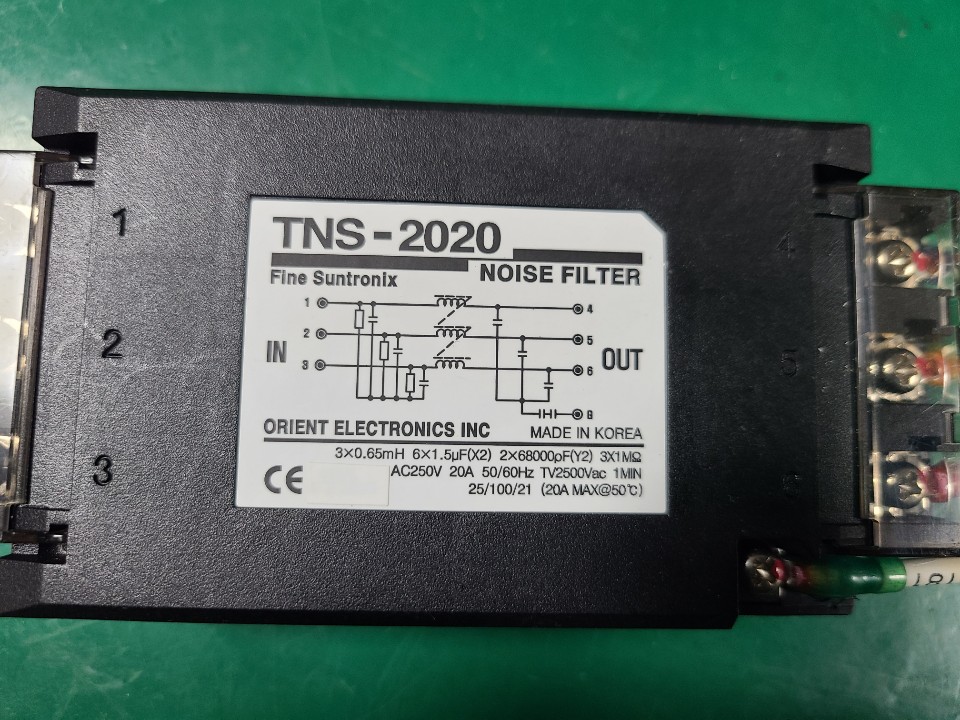 TNS-2020
Fine Suntronix
NOISE FILTER
1
4
2
5
IN
OUT
3
6
G
ORIENT ELECTRONICS INC
MADE IN KOREA
3×0.65mH 6×1.5μF(X2) 2×68000pF(Y2) 3X1MΩ
AC250V 20A 50/60Hz TV2500Vac 1MIN
CE
25/100/21 (20A MAX@50℃)
1
2
3
4
5
6